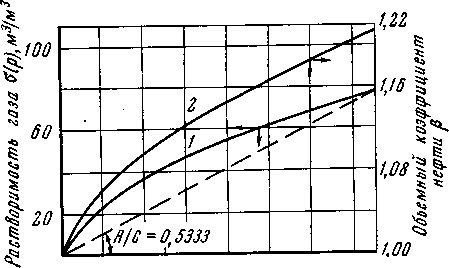 Растворимость газа σ(p), м³/м³
100
60
20
2
1
A/G = 0,5333
1,22
1,16
1,08
1,00
Объемный коэффициент
нефти β